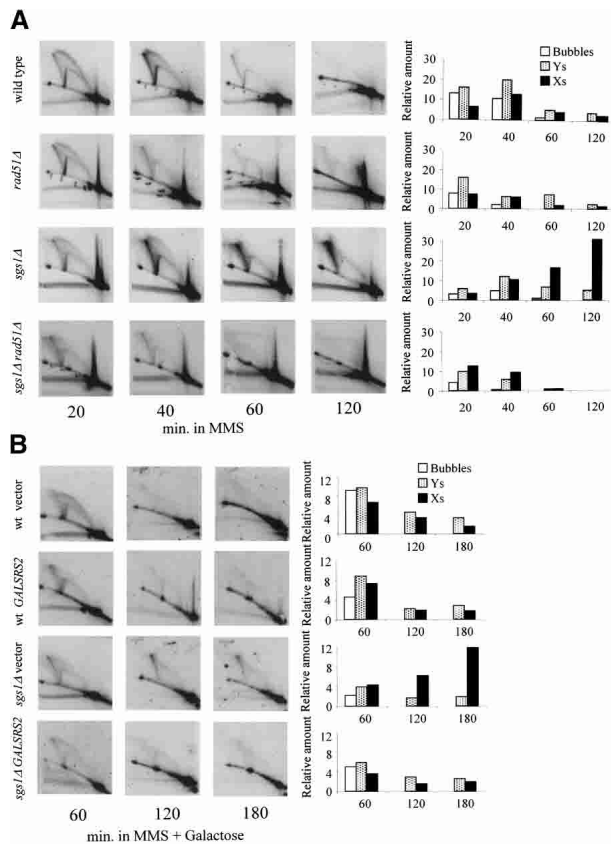 A
wild type
rad51Δ
sgs1Δ
sgs1Δ rad51Δ
20 40 60 120
min. in MMS
Relative amount
30
20
10
0
Bubbles
Ys
Xs
20 40 60 120
Relative amount
30
20
10
0
20 40 60 120
Relative amount
30
20
10
0
20 40 60 120
Relative amount
30
20
10
0
20 40 60 120
B
wt vector
wt GALSRS2
sgs1Δ vector
sgs1Δ GALSRS2
60 120 180
min. in MMS + Galactose
Relative amount
12
8
4
0
Bubbles
Ys
Xs
60 120 180
Relative amount
12
8
4
0
60 120 180
Relative amount
12
8
4
0
60 120 180
Relative amount
12
8
4
0
60 120 180